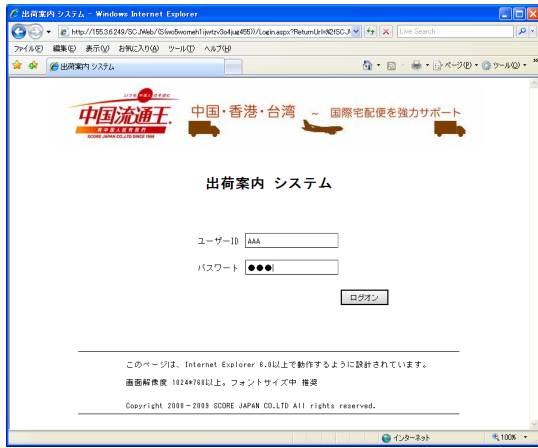 出荷案内 システム - Windows Internet Explorer
Live Search
ファイル(F) 編集(E) 表示(V) お気に入り(A) ツール(T) ヘルプ(H)
出荷案内 システム
ページ(P) ツール(O)
中国流通王.
SCORE JAPAN CO.,LTD SINCE 1998
中国・香港・台湾 ~ 国際宅配便を強力サポート
出荷案内 システム
ユーザーID AAA
パスワード ●●●
ログオン
このページは、Internet Explorer 6.0以上で動作するように設計されています。
画面解像度 1024*768以上。フォントサイズ中 推奨
Copyright 2008-2009 SCORE JAPAN CO.LTD All rights reserved.
インターネット 100%